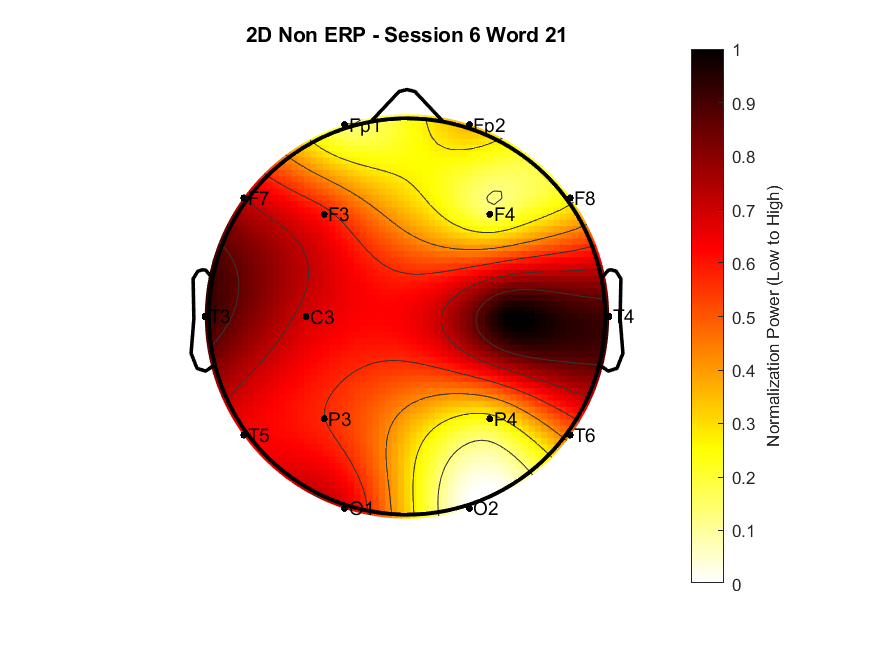 2D Non ERP - Session 6 Word 21
1
Fp1 Fp2
0.9
0.8
F7 F8
F3 F4
0.7
0.6
T3 C3 T4
0.5
0.4
P3 P4
0.3
T5 T6
0.2
O1 O2
0.1
0
Normalization Power (Low to High)